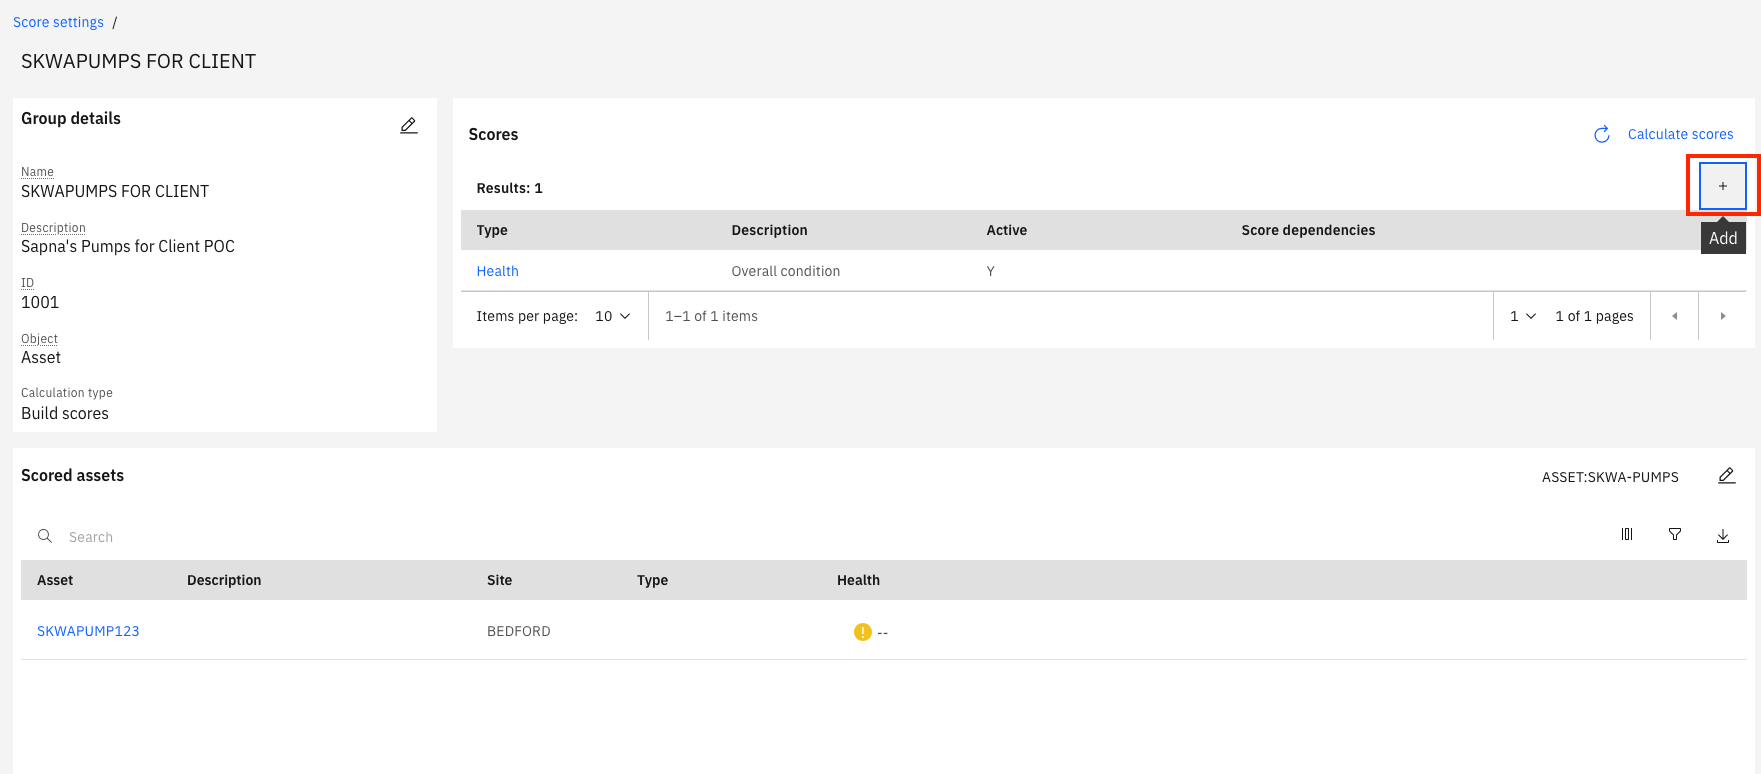 Score settings /
SKWAPUMPS FOR CLIENT
Group details
Name
SKWAPUMPS FOR CLIENT
Description
Sapna's Pumps for Client POC
ID
1001
Object
Asset
Calculation type
Build scores
Scores
Calculate scores
Results: 1
+
Add
Type Description Active Score dependencies
Health Overall condition Y
Items per page: 10 1–1 of 1 items 1 1 of 1 pages
Scored assets
ASSET:SKWA-PUMPS
Search
Asset Description Site Type Health
SKWAPUMP123 BEDFORD ! --